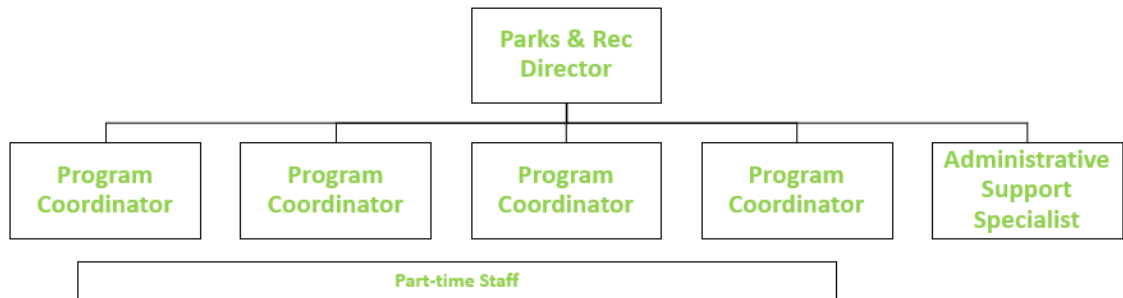 Parks & Rec
Director
Program
Coordinator
Program
Coordinator
Program
Coordinator
Program
Coordinator
Administrative
Support
Specialist
Part-time Staff